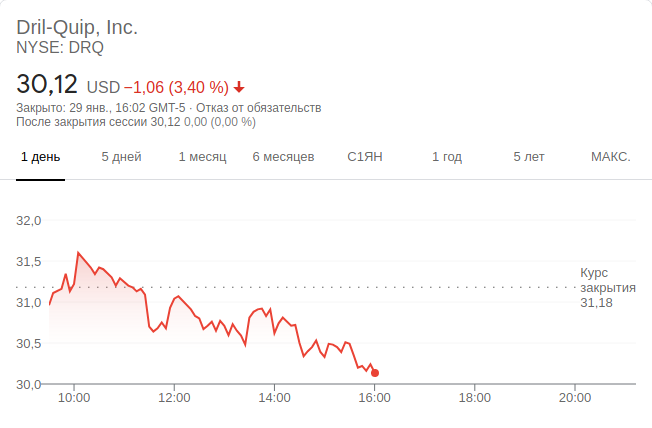 Dril-Quip, Inc.
NYSE: DRQ
30,12 USD −1,06 (3,40 %)
Закрыто: 29 янв., 16:02 GMT-5 · Отказ от обязательств
После закрытия сессии 30,12 0,00 (0,00 %)
1 день 5 дней 1 месяц 6 месяцев С1ЯН 1 год 5 лет МАКС.
32,0
31,5
Курс
закрытия
31,18
31,0
30,5
30,0
10:00 12:00 14:00 16:00 18:00 20:00